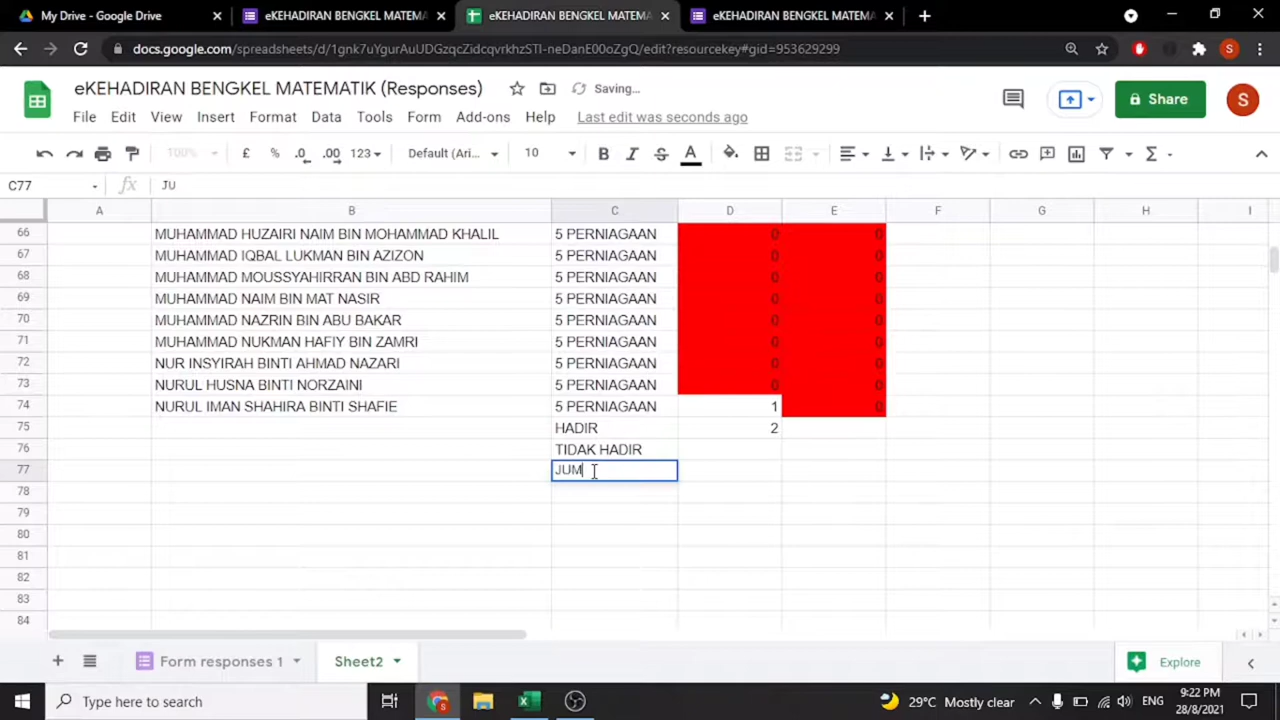 My Drive - Google Drive
eKEHADIRAN BENGKEL MATEMA
eKEHADIRAN BENGKEL MATEMA
eKEHADIRAN BENGKEL MATEMA
docs.google.com/spreadsheets/d/1gnk7uYgurAuUDGzqcZidcqvrkhzSTI-neDanE00oZgQ/edit?resourcekey#gid=953629299
S
eKEHADIRAN BENGKEL MATEMATIK (Responses)
Saving...
Share
S
File Edit View Insert Format Data Tools Form Add-ons Help Last edit was seconds ago
100% £ % .0 .00 123 Default (Ari... 10 B I S A Σ
C77 fx JU
A B C D E F G H I
66 MUHAMMAD HUZAIRI NAIM BIN MOHAMMAD KHALIL 5 PERNIAGAAN 0 0
67 MUHAMMAD IQBAL LUKMAN BIN AZIZON 5 PERNIAGAAN 0 0
68 MUHAMMAD MOUSSYAHIRRAN BIN ABD RAHIM 5 PERNIAGAAN 0 0
69 MUHAMMAD NAIM BIN MAT NASIR 5 PERNIAGAAN 0 0
70 MUHAMMAD NAZRIN BIN ABU BAKAR 5 PERNIAGAAN 0 0
71 MUHAMMAD NUKMAN HAFIY BIN ZAMRI 5 PERNIAGAAN 0 0
72 NUR INSYIRAH BINTI AHMAD NAZARI 5 PERNIAGAAN 0 0
73 NURUL HUSNA BINTI NORZAINI 5 PERNIAGAAN 0 0
74 NURUL IMAN SHAHIRA BINTI SHAFIE 5 PERNIAGAAN 1 0
75 HADIR 2
76 TIDAK HADIR
77 JUM
78
79
80
81
82
83
84
Form responses 1 Sheet2 Explore
Type here to search
29°C Mostly clear ENG 9:22 PM
28/8/2021